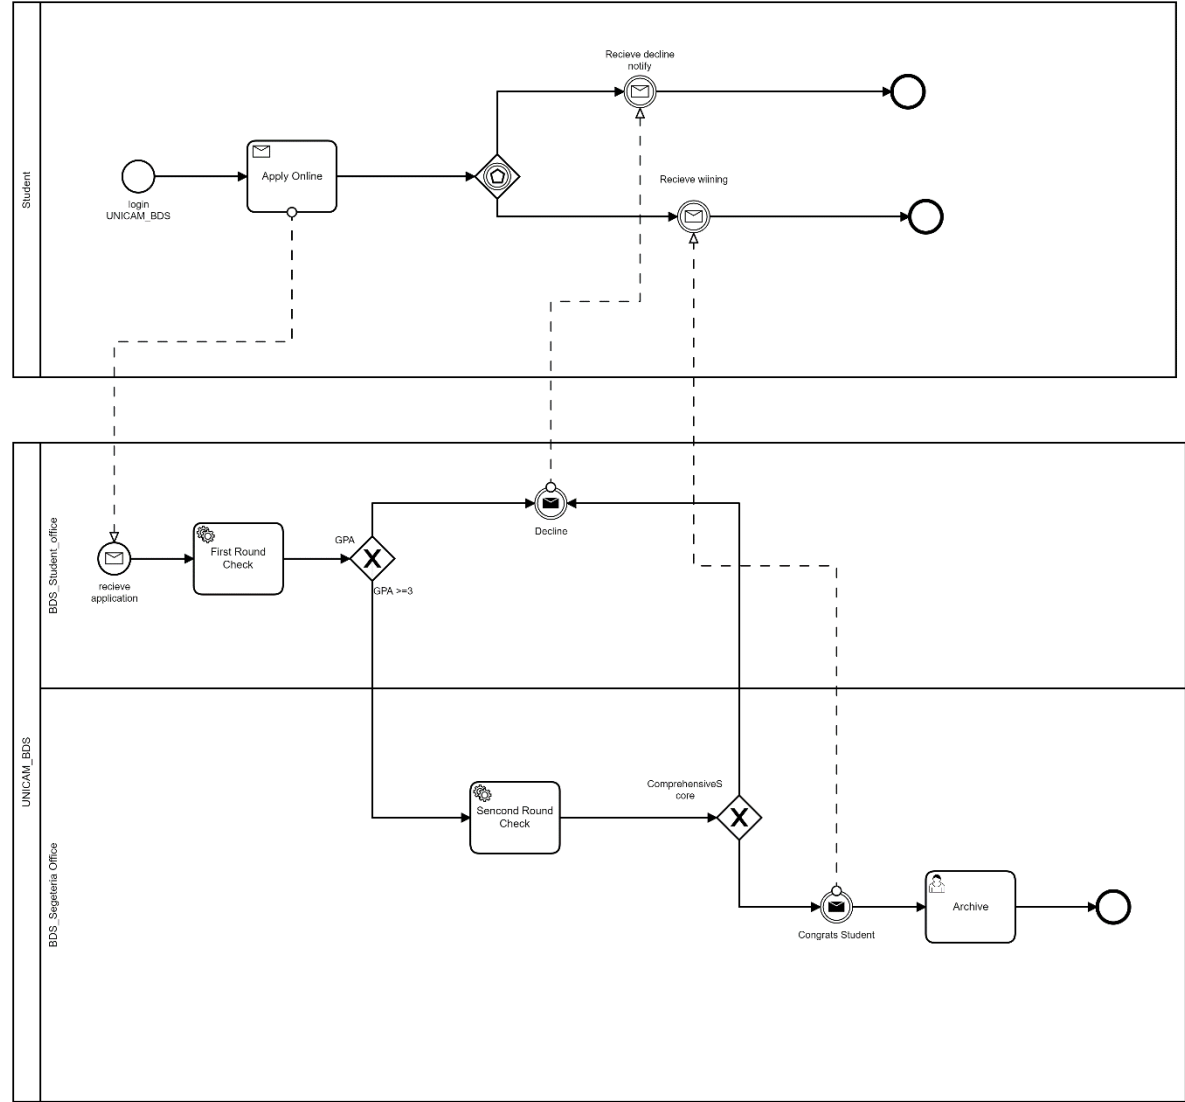 Student
Recieve decline
notify
Apply Online
login
UNICAM_BDS
Recieve wiining
UNICAM_BDS
BDS_Student_office
Decline
GPA
First Round
Check
recieve
application
GPA >=3
BDS_Segeteria Office
ComprehensiveS
core
Sencond Round
Check
Archive
Congrats Student